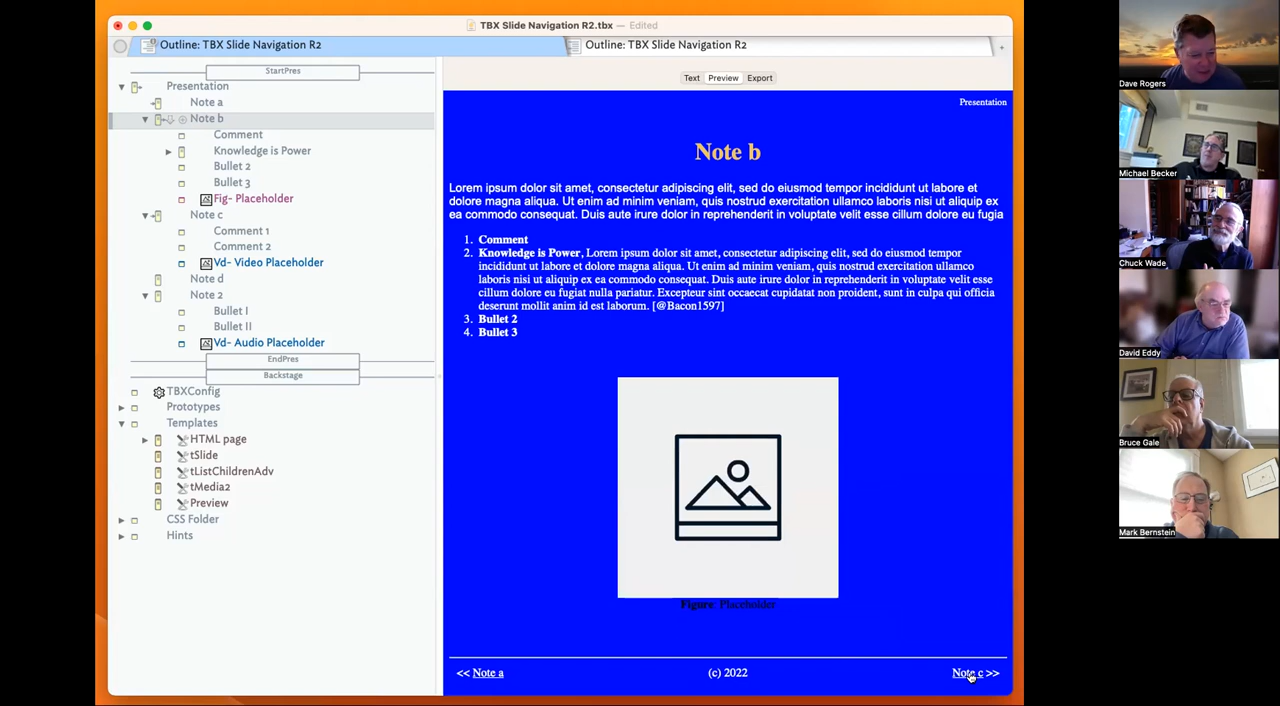 TBX Slide Navigation R2.tbx — Edited
Outline: TBX Slide Navigation R2
Outline: TBX Slide Navigation R2
+
StartPres
Presentation
Note a
Note b
Comment
Knowledge is Power
Bullet 2
Bullet 3
Fig- Placeholder
Note c
Comment 1
Comment 2
Vd- Video Placeholder
Note d
Note 2
Bullet I
Bullet II
Vd- Audio Placeholder
EndPres
Backstage
TBXConfig
Prototypes
Templates
HTML page
tSlide
tListChildrenAdv
tMedia2
Preview
CSS Folder
Hints
Text Preview Export
Presentation
Note b
Lorem ipsum dolor sit amet, consectetur adipiscing elit, sed do eiusmod tempor incididunt ut labore et
dolore magna aliqua. Ut enim ad minim veniam, quis nostrud exercitation ullamco laboris nisi ut aliquip ex
ea commodo consequat. Duis aute irure dolor in reprehenderit in voluptate velit esse cillum dolore eu fugia
1. Comment
2. Knowledge is Power, Lorem ipsum dolor sit amet, consectetur adipiscing elit, sed do eiusmod tempor
incididunt ut labore et dolore magna aliqua. Ut enim ad minim veniam, quis nostrud exercitation ullamco
laboris nisi ut aliquip ex ea commodo consequat. Duis aute irure dolor in reprehenderit in voluptate velit esse
cillum dolore eu fugiat nulla pariatur. Excepteur sint occaecat cupidatat non proident, sunt in culpa qui officia
deserunt mollit anim id est laborum. [@Bacon1597]
3. Bullet 2
4. Bullet 3
Figure: Placeholder
<< Note a (c) 2022 Note c >>
Dave Rogers
Michael Becker
Chuck Wade
David Eddy
Bruce Gale
Mark Bernstein